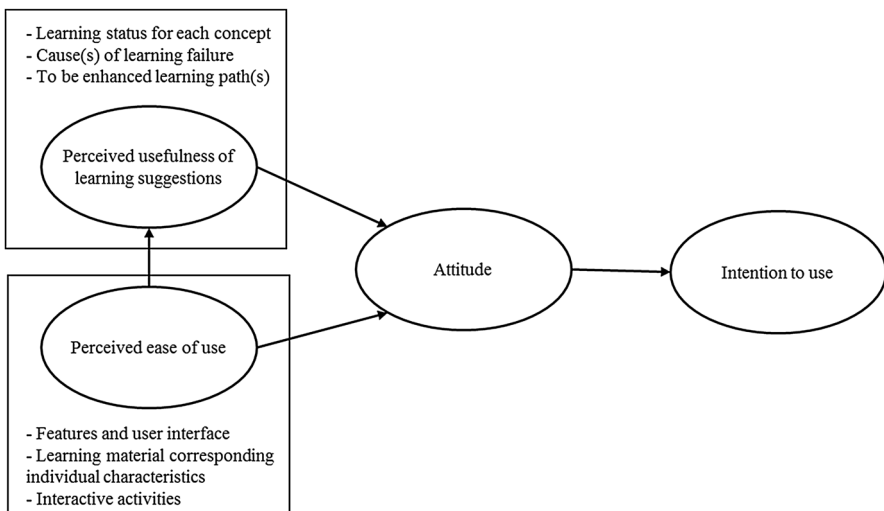 - Learning status for each concept
- Cause(s) of learning failure
- To be enhanced learning path(s)
Perceived usefulness of
learning suggestions
Attitude
Intention to use
Perceived ease of use
- Features and user interface
- Learning material corresponding
individual characteristics
- Interactive activities